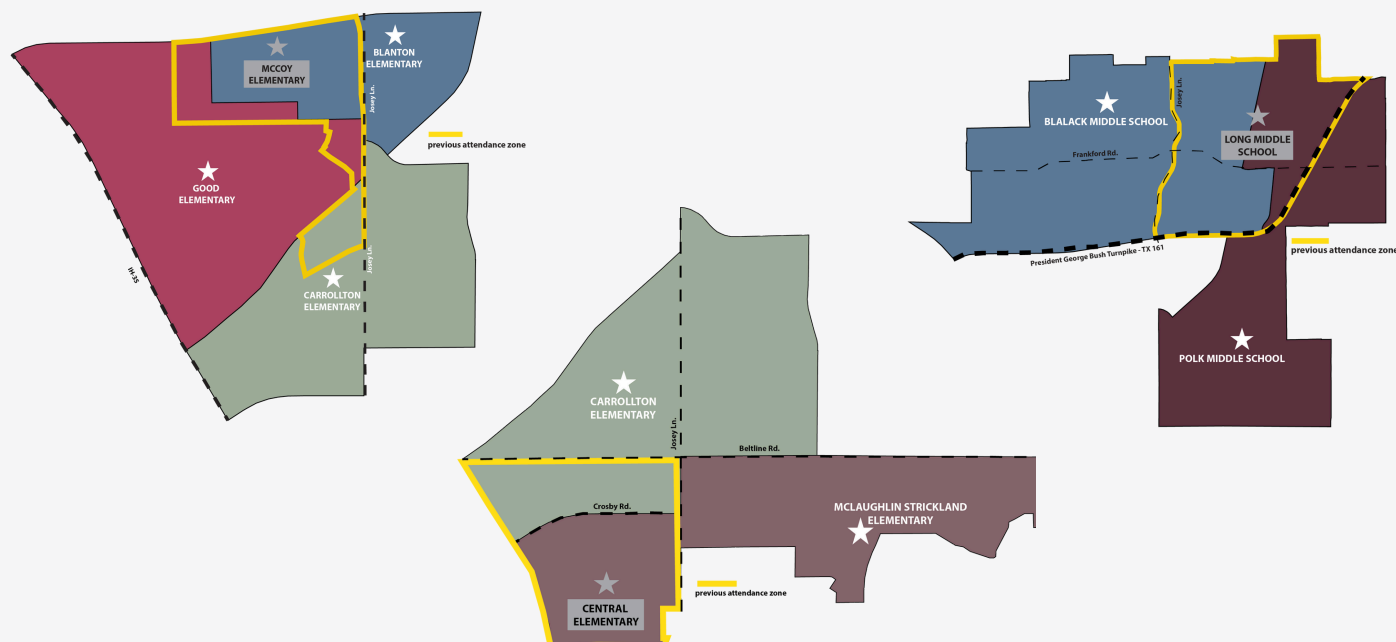 MCCOY
ELEMENTARY
BLANTON
ELEMENTARY
Josey Ln.
previous attendance zone
GOOD
ELEMENTARY
Josey Ln.
IH-35
CARROLLTON
ELEMENTARY
BLALACK MIDDLE SCHOOL
Josey Ln.
LONG MIDDLE
SCHOOL
Frankford Rd.
previous attendance zone
President George Bush Turnpike - TX 161
POLK MIDDLE SCHOOL
CARROLLTON
ELEMENTARY
Josey Ln.
Beltline Rd.
Crosby Rd.
MCLAUGHLIN STRICKLAND
ELEMENTARY
previous attendance zone
CENTRAL
ELEMENTARY